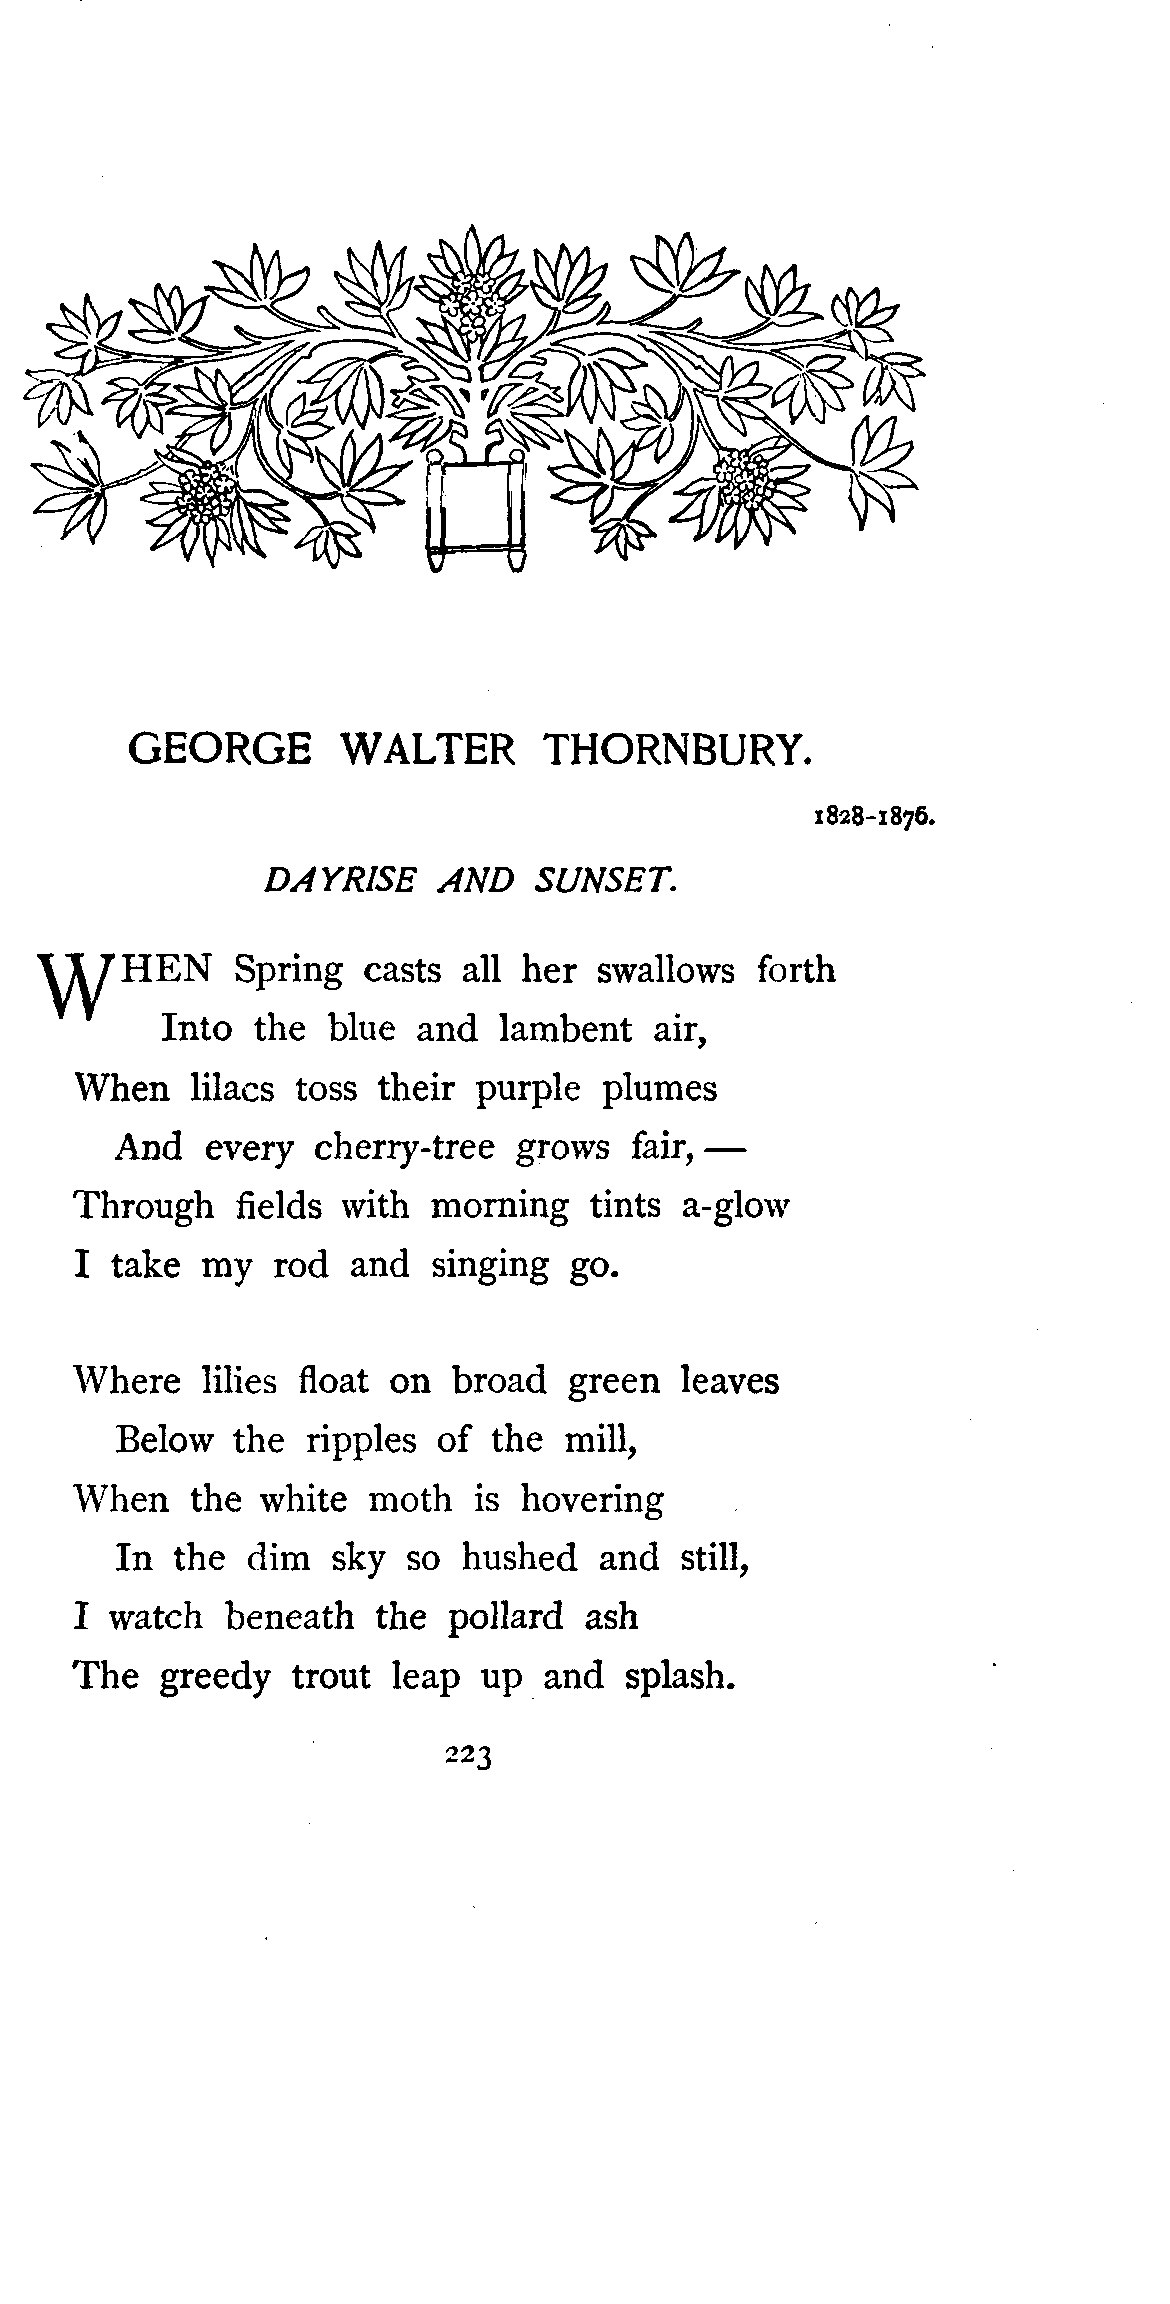 GEORGE WALTER THORNBURY.
1828-1876.
DAYRISE AND SUNSET.
WHEN Spring casts all her swallows forth
Into the blue and lambent air,
When lilacs toss their purple plumes
And every cherry-tree grows fair,—
Through fields with morning tints a-glow
I take my rod and singing go.

Where lilies float on broad green leaves
Below the ripples of the mill,
When the white moth is hovering
In the dim sky so hushed and still,
I watch beneath the pollard ash
The greedy trout leap up and splash.
223